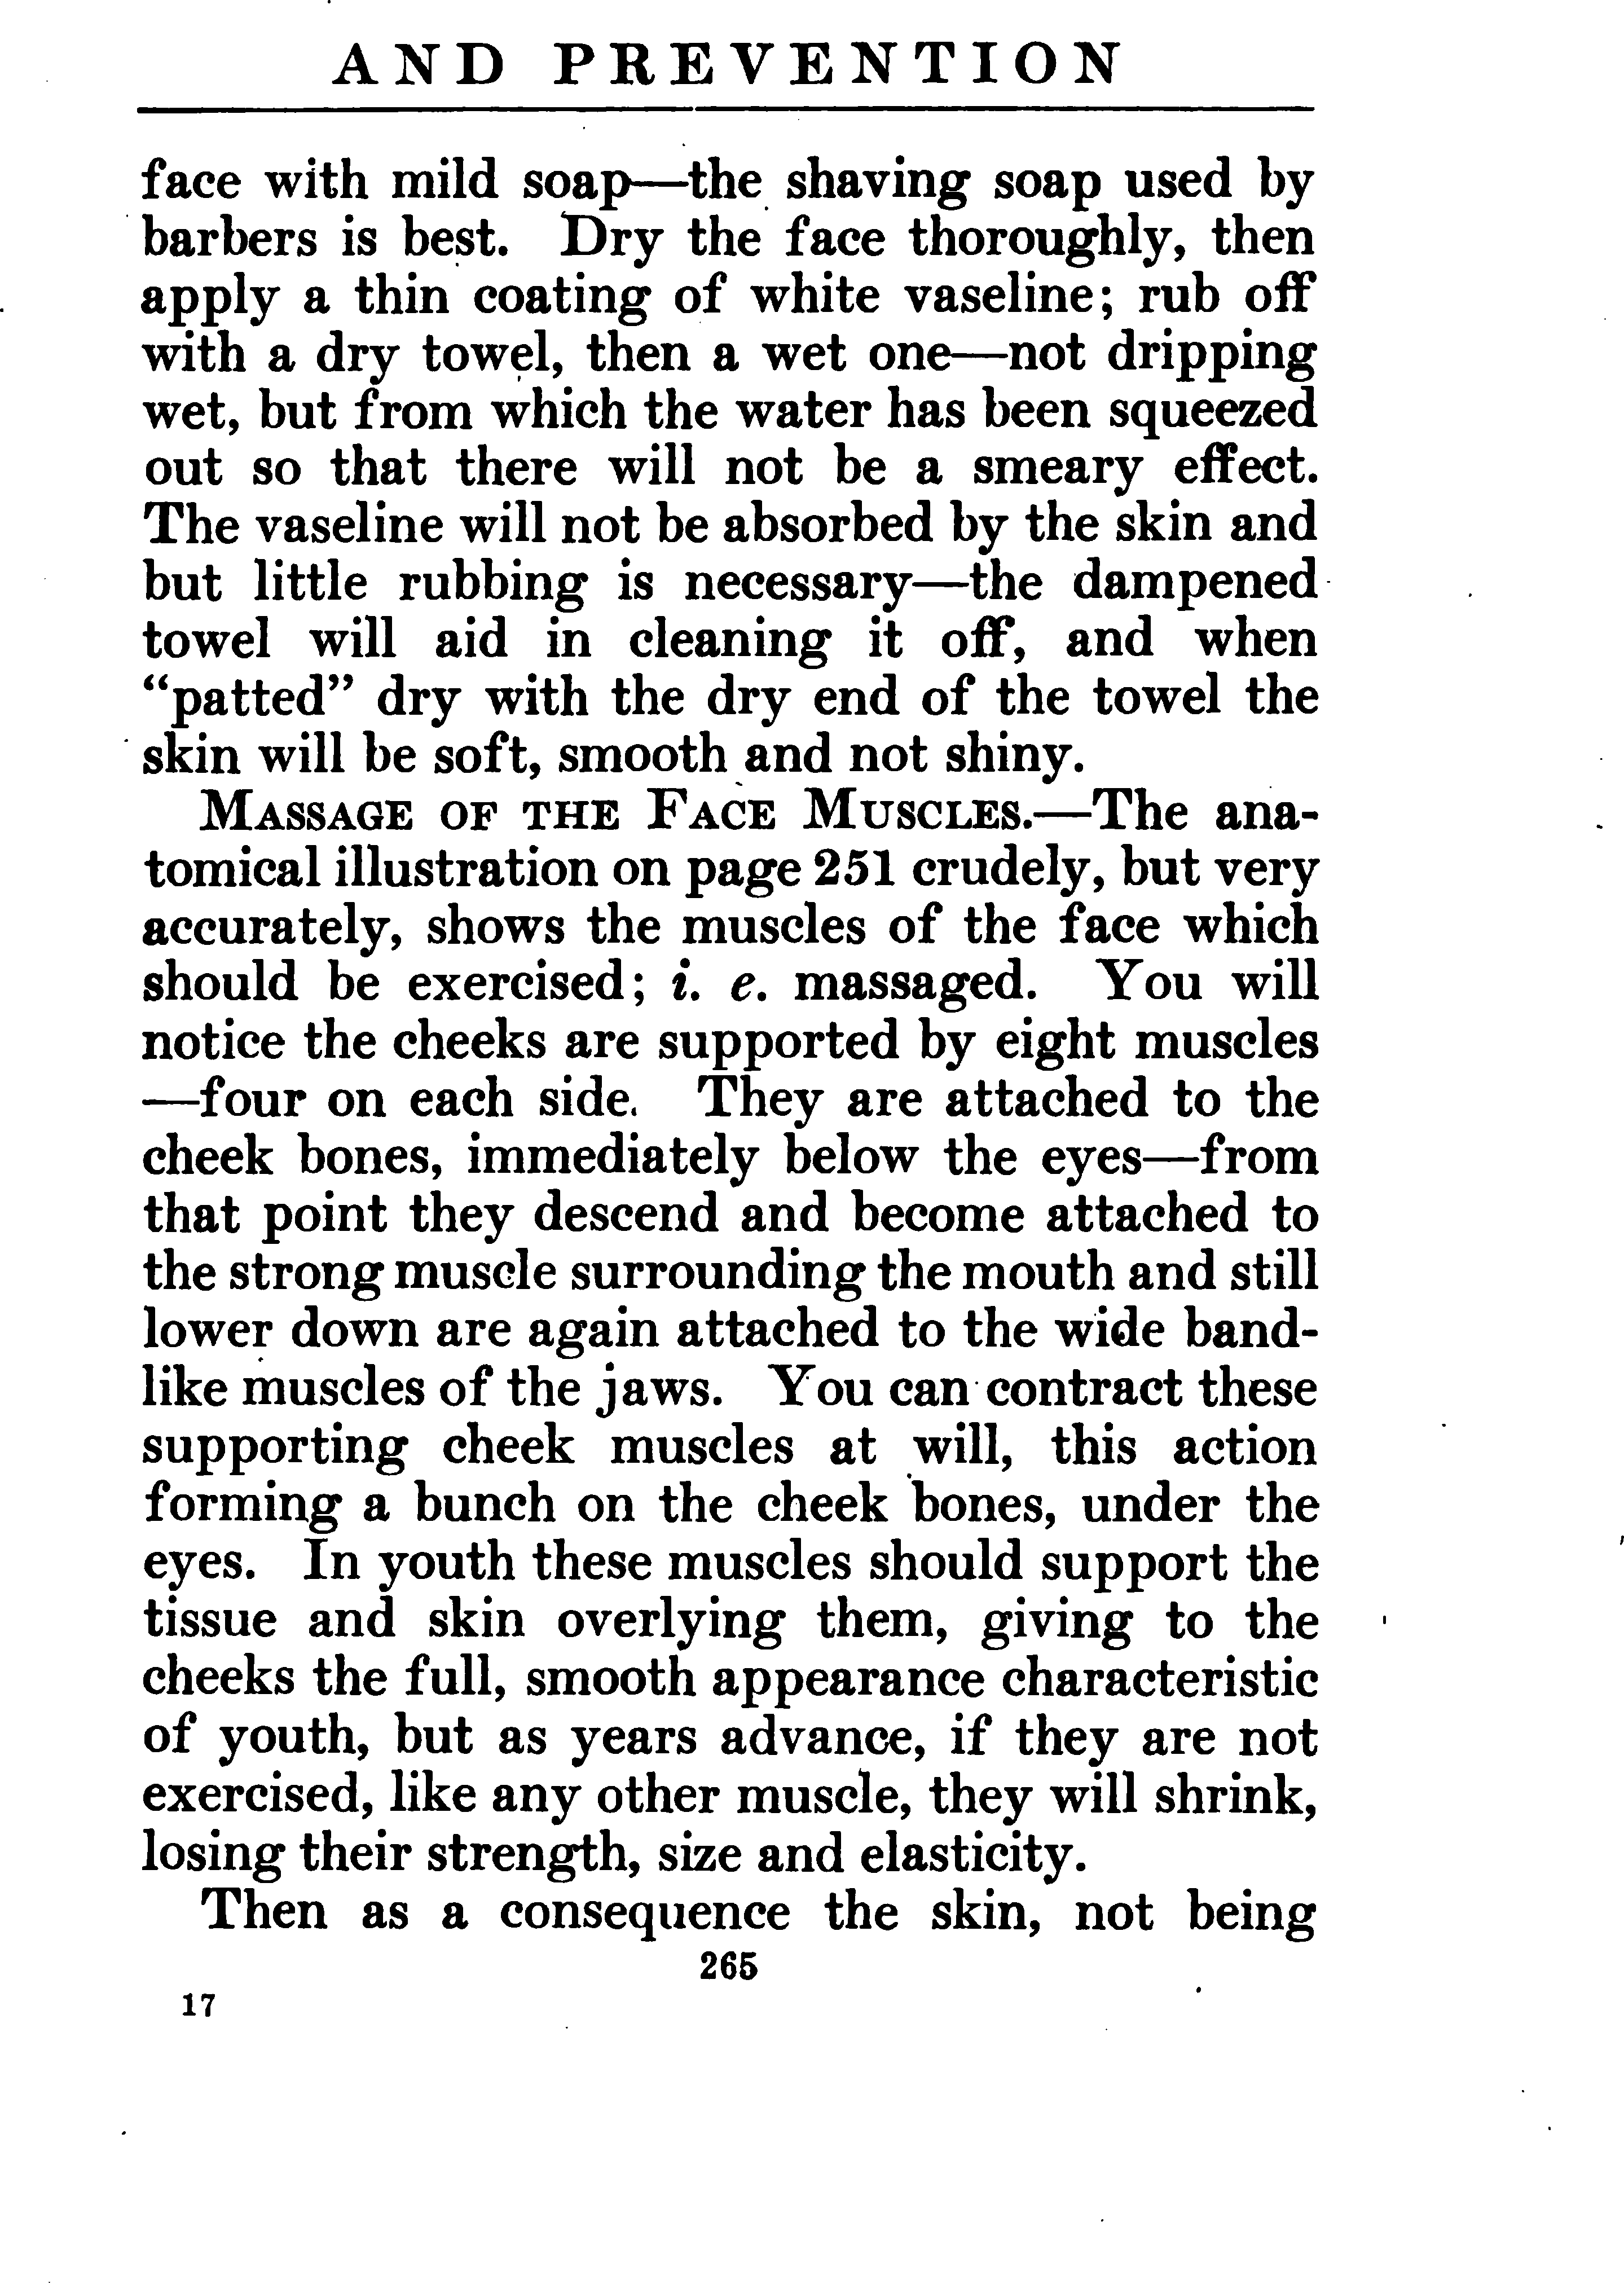 AND PREVENTION
face with mild soap—the shaving soap used by
barbers is best. Dry the face thoroughly, then
apply a thin coating of white vaseline; rub off
with a dry towel, then a wet one—not dripping
wet, but from which the water has been squeezed
out so that there will not be a smeary effect.
The vaseline will not be absorbed by the skin and
but little rubbing is necessary—the dampened
towel will aid in cleaning it off, and when
“patted” dry with the dry end of the towel the
skin will be soft, smooth and not shiny.
MASSAGE OF THE FACE MUSCLES.—The ana-
tomical illustration on page 251 crudely, but very
accurately, shows the muscles of the face which
should be exercised; i. e. massaged. You will
notice the cheeks are supported by eight muscles
—four on each side. They are attached to the
cheek bones, immediately below the eyes—from
that point they descend and become attached to
the strong muscle surrounding the mouth and still
lower down are again attached to the wide band-
like muscles of the jaws. You can contract these
supporting cheek muscles at will, this action
forming a bunch on the cheek bones, under the
eyes. In youth these muscles should support the
tissue and skin overlying them, giving to the
cheeks the full, smooth appearance characteristic
of youth, but as years advance, if they are not
exercised, like any other muscle, they will shrink,
losing their strength, size and elasticity.
Then as a consequence the skin, not being
265
17